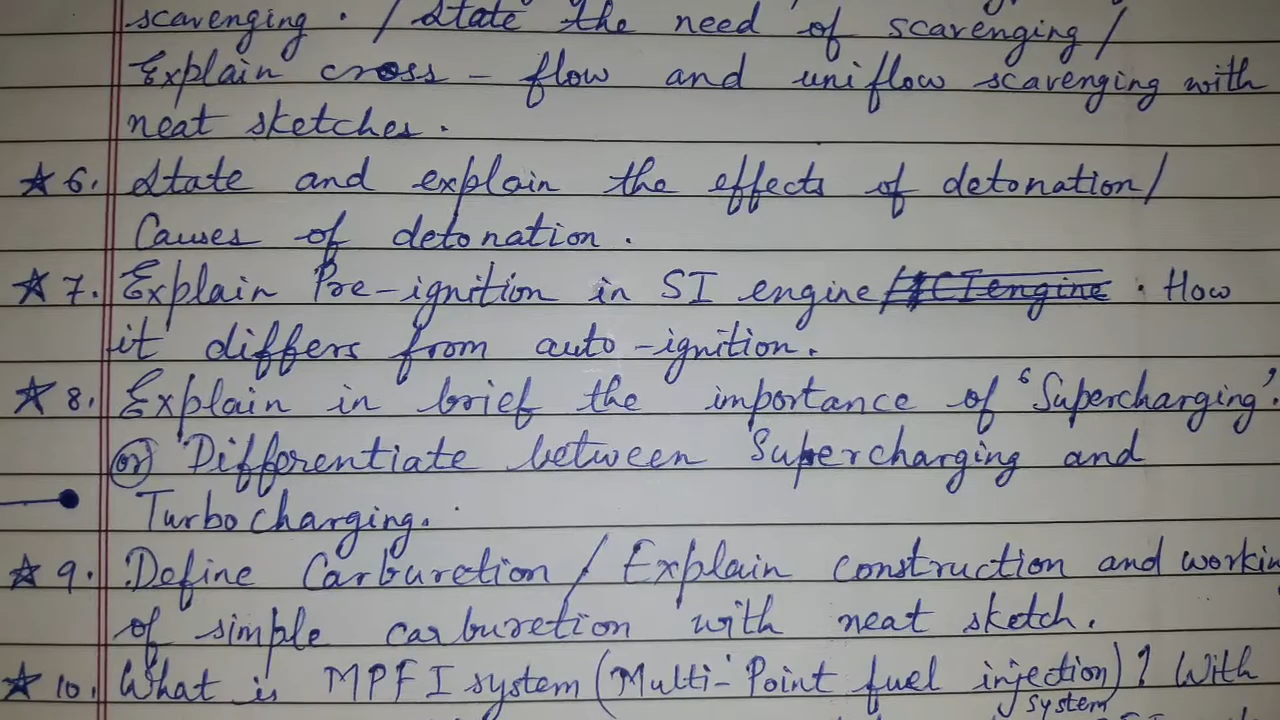 scavenging. / State the need of scavenging /
Explain cross - flow and uniflow scavenging with
neat sketches.
★ 6. State and explain the effects of detonation /
Causes of detonation.
★ 7. Explain Pre-ignition in SI engine / CI engine. How
it differs from auto-ignition.
★ 8. Explain in brief the importance of 'Supercharging'.
(or) Differentiate between Supercharging and
Turbocharging.
★ 9. Define Carburetion / Explain construction and workin
of simple carburetion with neat sketch.
★ 10. What is MPFI system (Multi-Point fuel injection)? With
system